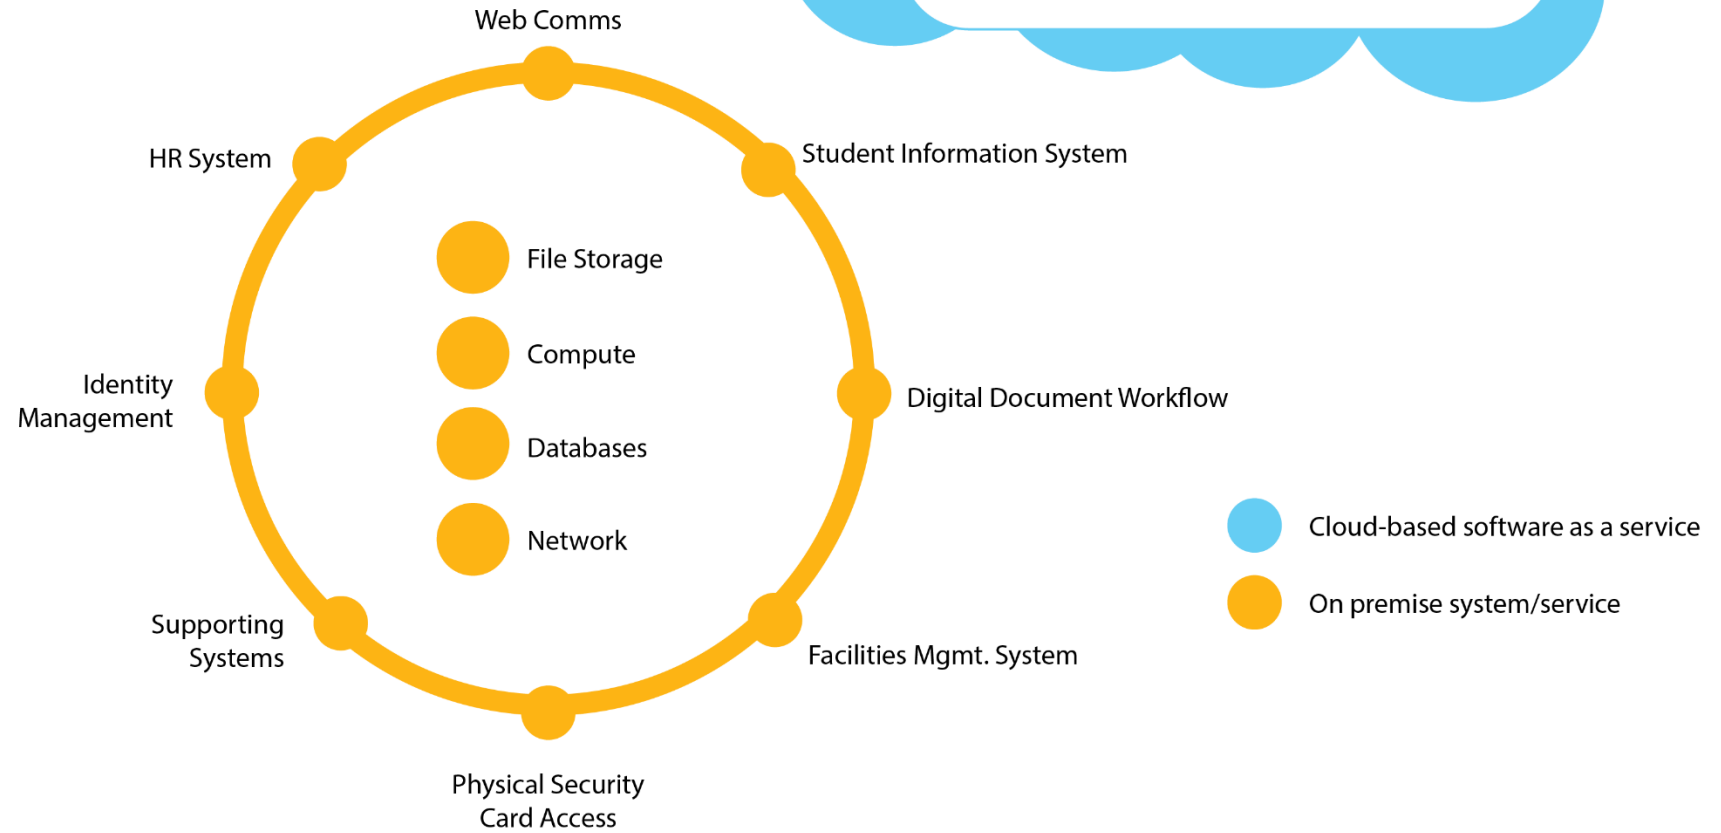 Web Comms
HR System
Student Information System
File Storage
Compute
Identity
Management
Digital Document Workflow
Databases
Network
Cloud-based software as a service
On premise system/service
Supporting
Systems
Facilities Mgmt. System
Physical Security
Card Access